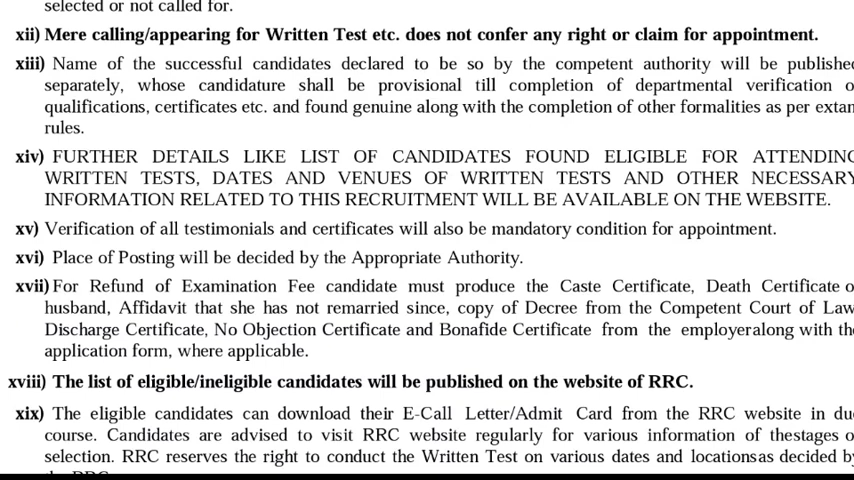 selected or not called for.
xii) Mere calling/appearing for Written Test etc. does not confer any right or claim for appointment.
xiii) Name of the successful candidates declared to be so by the competent authority will be published
separately, whose candidature shall be provisional till completion of departmental verification o
qualifications, certificates etc. and found genuine along with the completion of other formalities as per extan
rules.
xiv) FURTHER DETAILS LIKE LIST OF CANDIDATES FOUND ELIGIBLE FOR ATTENDING
WRITTEN TESTS, DATES AND VENUES OF WRITTEN TESTS AND OTHER NECESSARY
INFORMATION RELATED TO THIS RECRUITMENT WILL BE AVAILABLE ON THE WEBSITE.
xv) Verification of all testimonials and certificates will also be mandatory condition for appointment.
xvi) Place of Posting will be decided by the Appropriate Authority.
xvii) For Refund of Examination Fee candidate must produce the Caste Certificate, Death Certificate o
husband, Affidavit that she has not remarried since, copy of Decree from the Competent Court of Law
Discharge Certificate, No Objection Certificate and Bonafide Certificate from the employeralong with the
application form, where applicable.
xviii) The list of eligible/ineligible candidates will be published on the website of RRC.
xix) The eligible candidates can download their E-Call Letter/Admit Card from the RRC website in due
course. Candidates are advised to visit RRC website regularly for various information of thestages o
selection. RRC reserves the right to conduct the Written Test on various dates and locationsas decided by